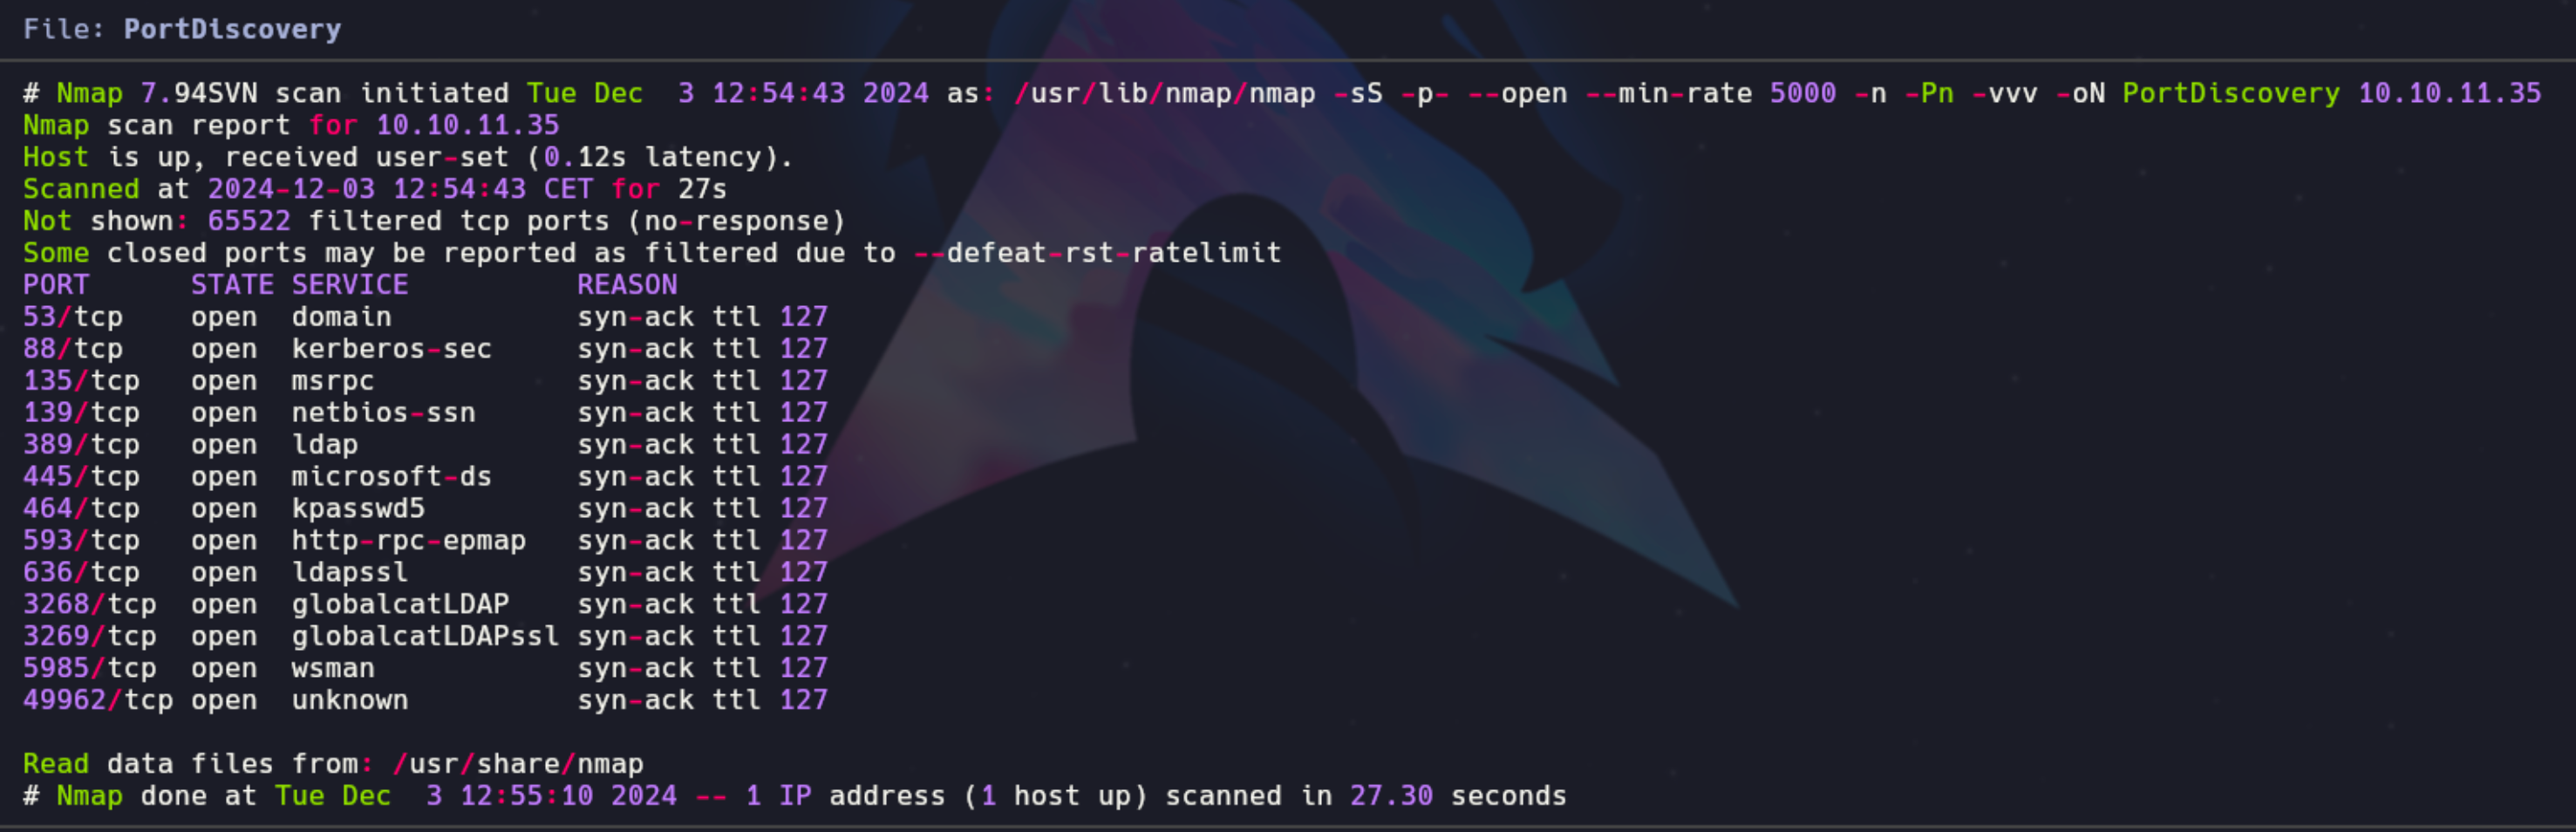 File: PortDIscovery
# Nmap 7.94SVN scan initiated Tue Dec  3 12:54:43 2024 as: /usr/lib/nmap/nmap -sS -p- --open --min-rate 5000 -n -Pn -vvv -oN PortDIscovery 10.10.11.35
Nmap scan report for 10.10.11.35
Host is up, received user-set (0.12s latency).
Scanned at 2024-12-03 12:54:43 CET for 27s
Not shown: 65522 filtered tcp ports (no-response)
Some closed ports may be reported as filtered due to --defeat-rst-ratelimit
PORT      STATE SERVICE          REASON
53/tcp    open  domain           syn-ack ttl 127
88/tcp    open  kerberos-sec     syn-ack ttl 127
135/tcp   open  msrpc            syn-ack ttl 127
139/tcp   open  netbios-ssn      syn-ack ttl 127
389/tcp   open  ldap             syn-ack ttl 127
445/tcp   open  microsoft-ds     syn-ack ttl 127
464/tcp   open  kpasswd5         syn-ack ttl 127
593/tcp   open  http-rpc-epmap   syn-ack ttl 127
636/tcp   open  ldapssl          syn-ack ttl 127
3268/tcp  open  globalcatLDAP    syn-ack ttl 127
3269/tcp  open  globalcatLDAPssl syn-ack ttl 127
5985/tcp  open  wsman            syn-ack ttl 127
49962/tcp open  unknown          syn-ack ttl 127
Read data files from: /usr/share/nmap
# Nmap done at Tue Dec  3 12:55:10 2024 -- 1 IP address (1 host up) scanned in 27.30 seconds